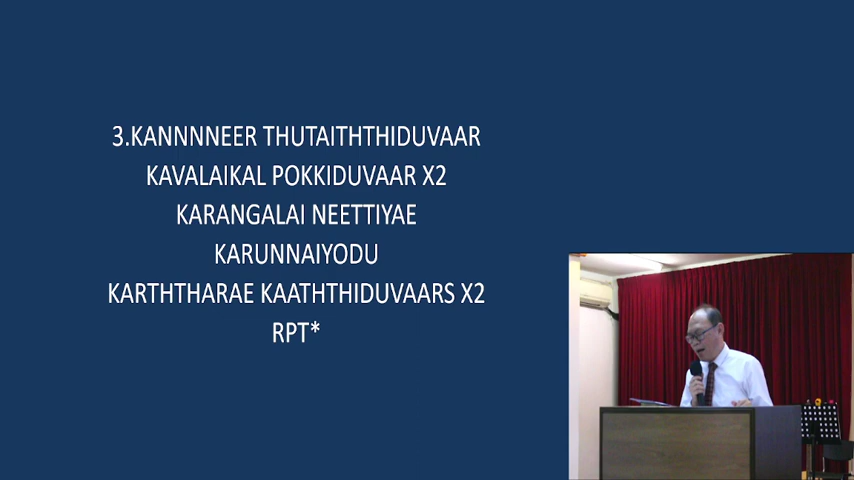 3.KANNNNEER THUTAITHTHIDUVAAR
KAVALAIKAL POKKIDUVAAR X2
KARANGALAI NEETTIYAE
KARUNNAIYODU
KARTHTHARAE KAATHTHIDUVAARS X2
RPT*